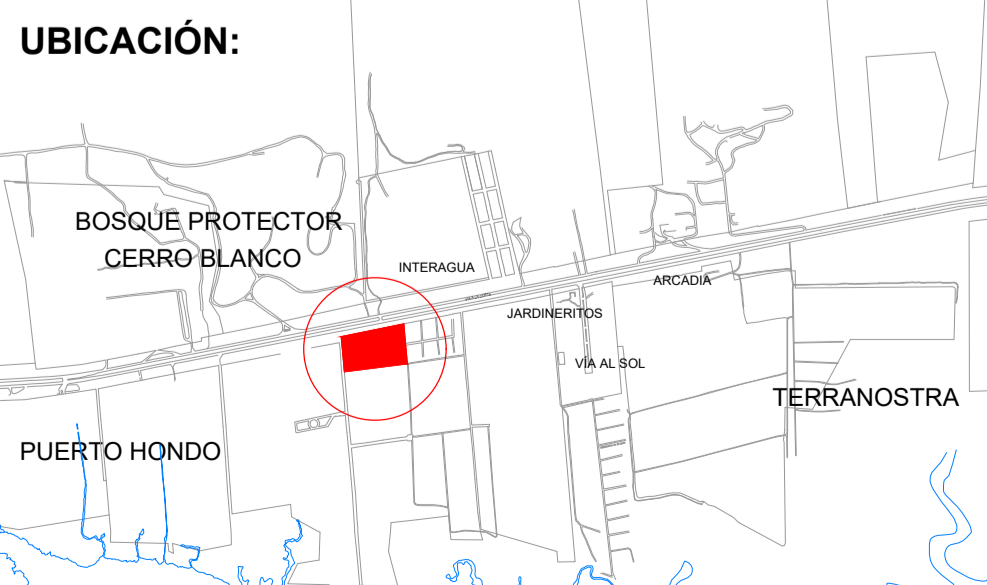 UBICACIÓN:
BOSQUE PROTECTOR
CERRO BLANCO
INTERAGUA
ARCADIA
JARDINERITOS
VÍA AL SOL
TERRANOSTRA
PUERTO HONDO